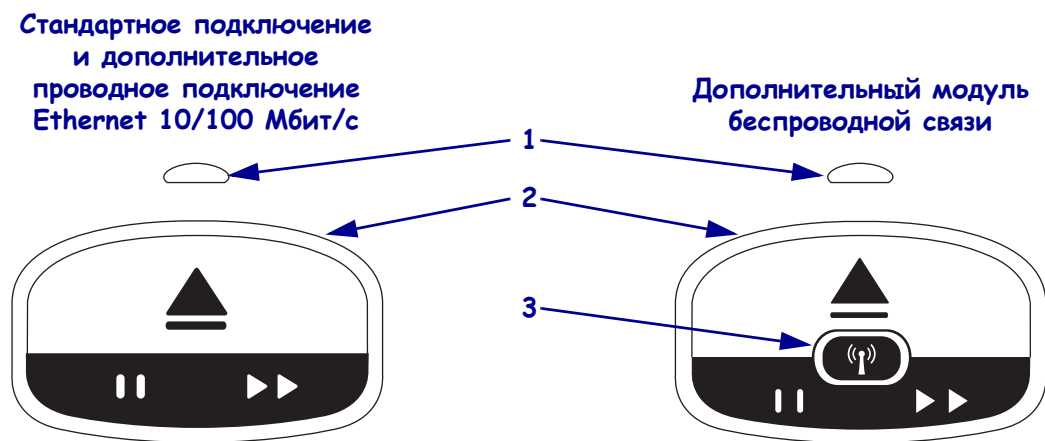 Стандартное подключение
и дополнительное
проводное подключение
Ethernet 10/100 Мбит/с
Дополнительный модуль
беспроводной связи
1
2
3